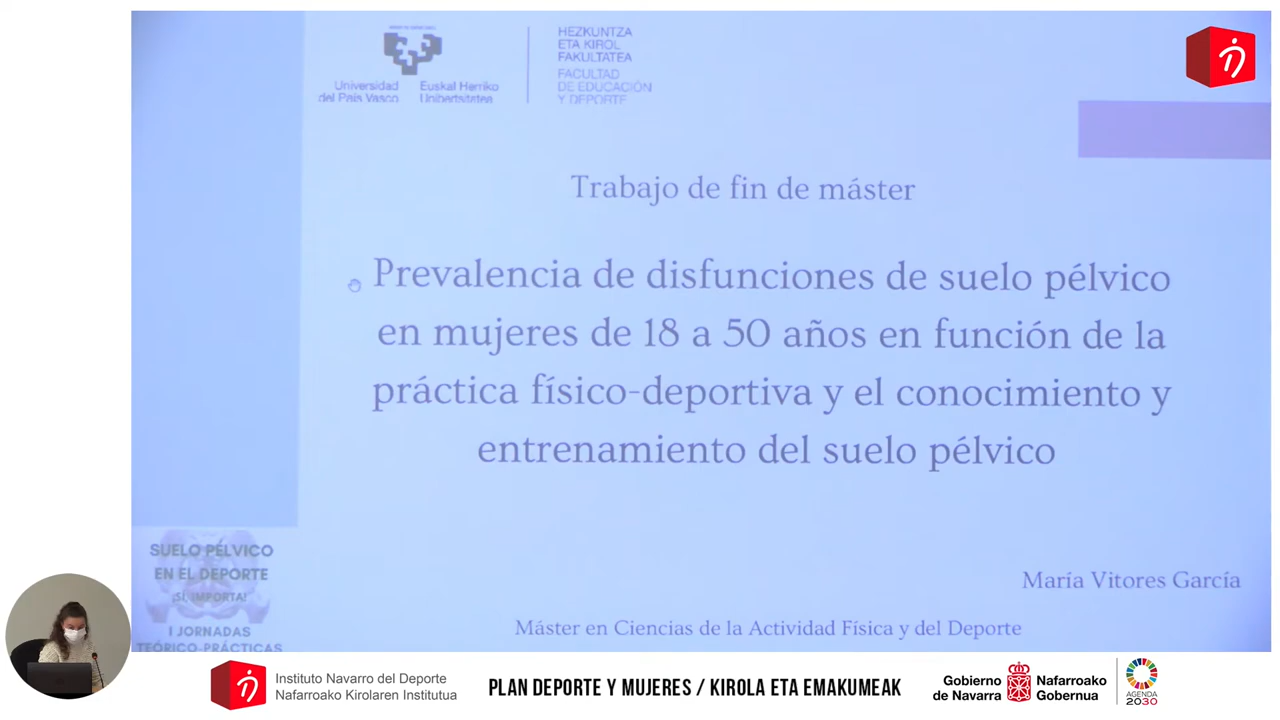 Universidad
del País Vasco
Euskal Herriko
Unibertsitatea
HEZKUNTZA
ETA KIROL
FAKULTATEA
FACULTAD
DE EDUCACIÓN
Y DEPORTE
Trabajo de fin de máster
Prevalencia de disfunciones de suelo pélvico
en mujeres de 18 a 50 años en función de la
práctica físico-deportiva y el conocimiento y
entrenamiento del suelo pélvico
SUELO PÉLVICO
EN EL DEPORTE
¡SÍ, IMPORTA!
I JORNADAS
TEÓRICO-PRÁCTICAS
María Vitores García
Máster en Ciencias de la Actividad Física y del Deporte
Instituto Navarro del Deporte
Nafarroako Kirolaren Institutua
PLAN DEPORTE Y MUJERES / KIROLA ETA EMAKUMEAK
Gobierno
de Navarra
Nafarroako
Gobernua
AGENDA
2030